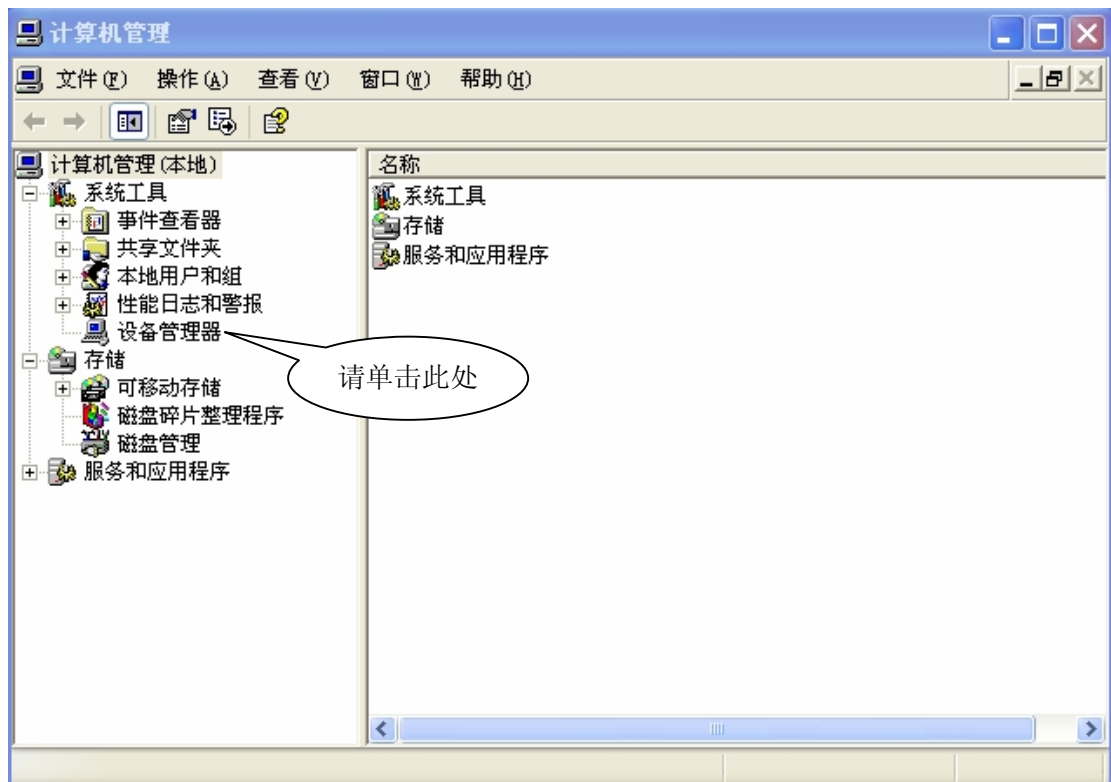 计算机管理
文件(F) 操作(A) 查看(V) 窗口(W) 帮助(H)
计算机管理(本地)
系统工具
事件查看器
共享文件夹
本地用户和组
性能日志和警报
设备管理器
存储
可移动存储
磁盘碎片整理程序
磁盘管理
服务和应用程序
名称
系统工具
存储
服务和应用程序
请单击此处